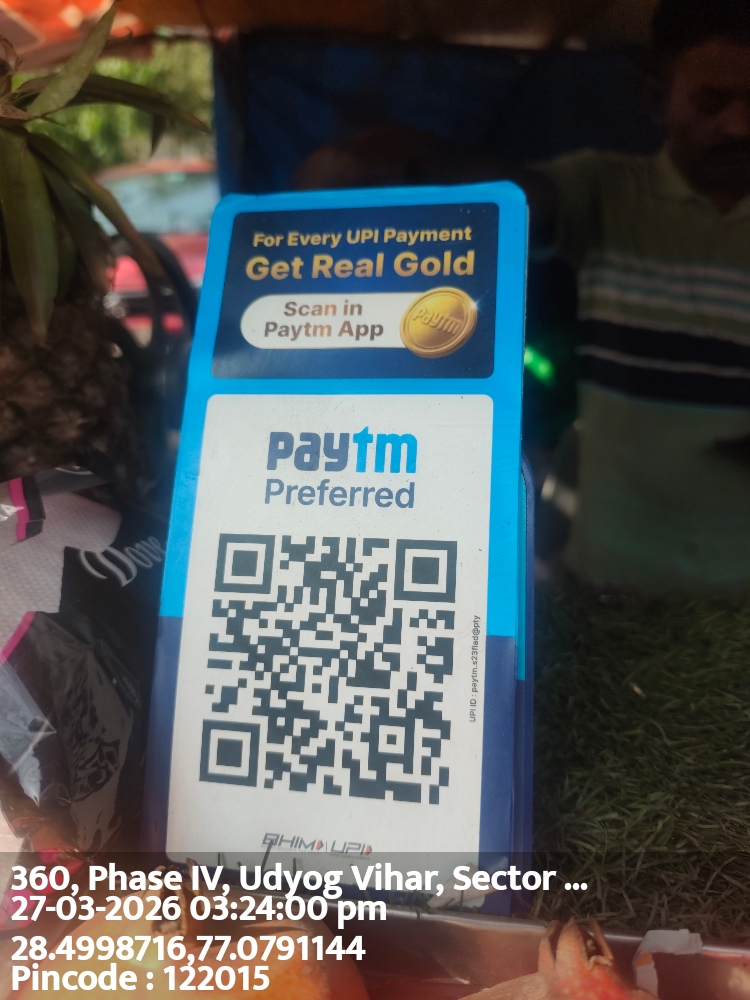 For Every UPI Payment
Get Real Gold
Scan in
Paytm App
paytm
paytm
Preferred
UPI ID : paytm.s23flad@pty
Dove
BHIM UPI
360, Phase IV, Udyog Vihar, Sector ...
27-03-2026 03:24:00 pm
28.4998716,77.0791144
Pincode : 122015